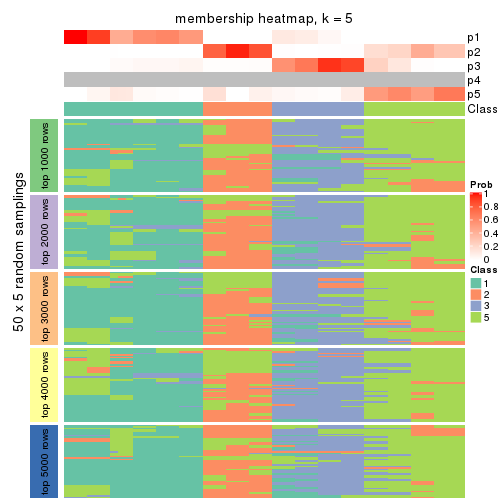 membership heatmap, k = 5
p1
p2
p3
p4
p5
Class
50 x 5 random samplings
top 1000 rows
top 2000 rows
top 3000 rows
top 4000 rows
top 5000 rows
Prob
1
0.8
0.6
0.4
0.2
0
Class
1
2
3
5